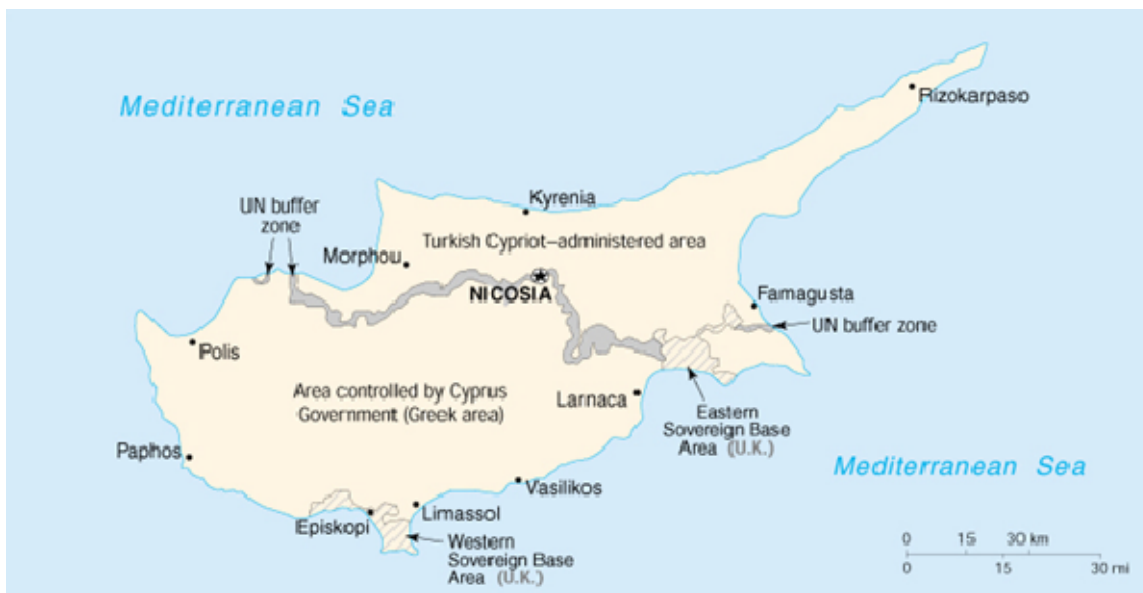 Mediterranean Sea
Rizokarpaso
UN buffer
zone
Kyrenia
Turkish Cypriot–administered area
Morphou
NICOSIA
Famagusta
UN buffer zone
Polis
Area controlled by Cyprus
Government (Greek area)
Larnaca
Eastern
Sovereign Base
Area (U.K.)
Paphos
Mediterranean Sea
Vasilikos
Episkopi
Limassol
Western
Sovereign Base
Area (U.K.)
0 15 30 km
0 15 30 mi